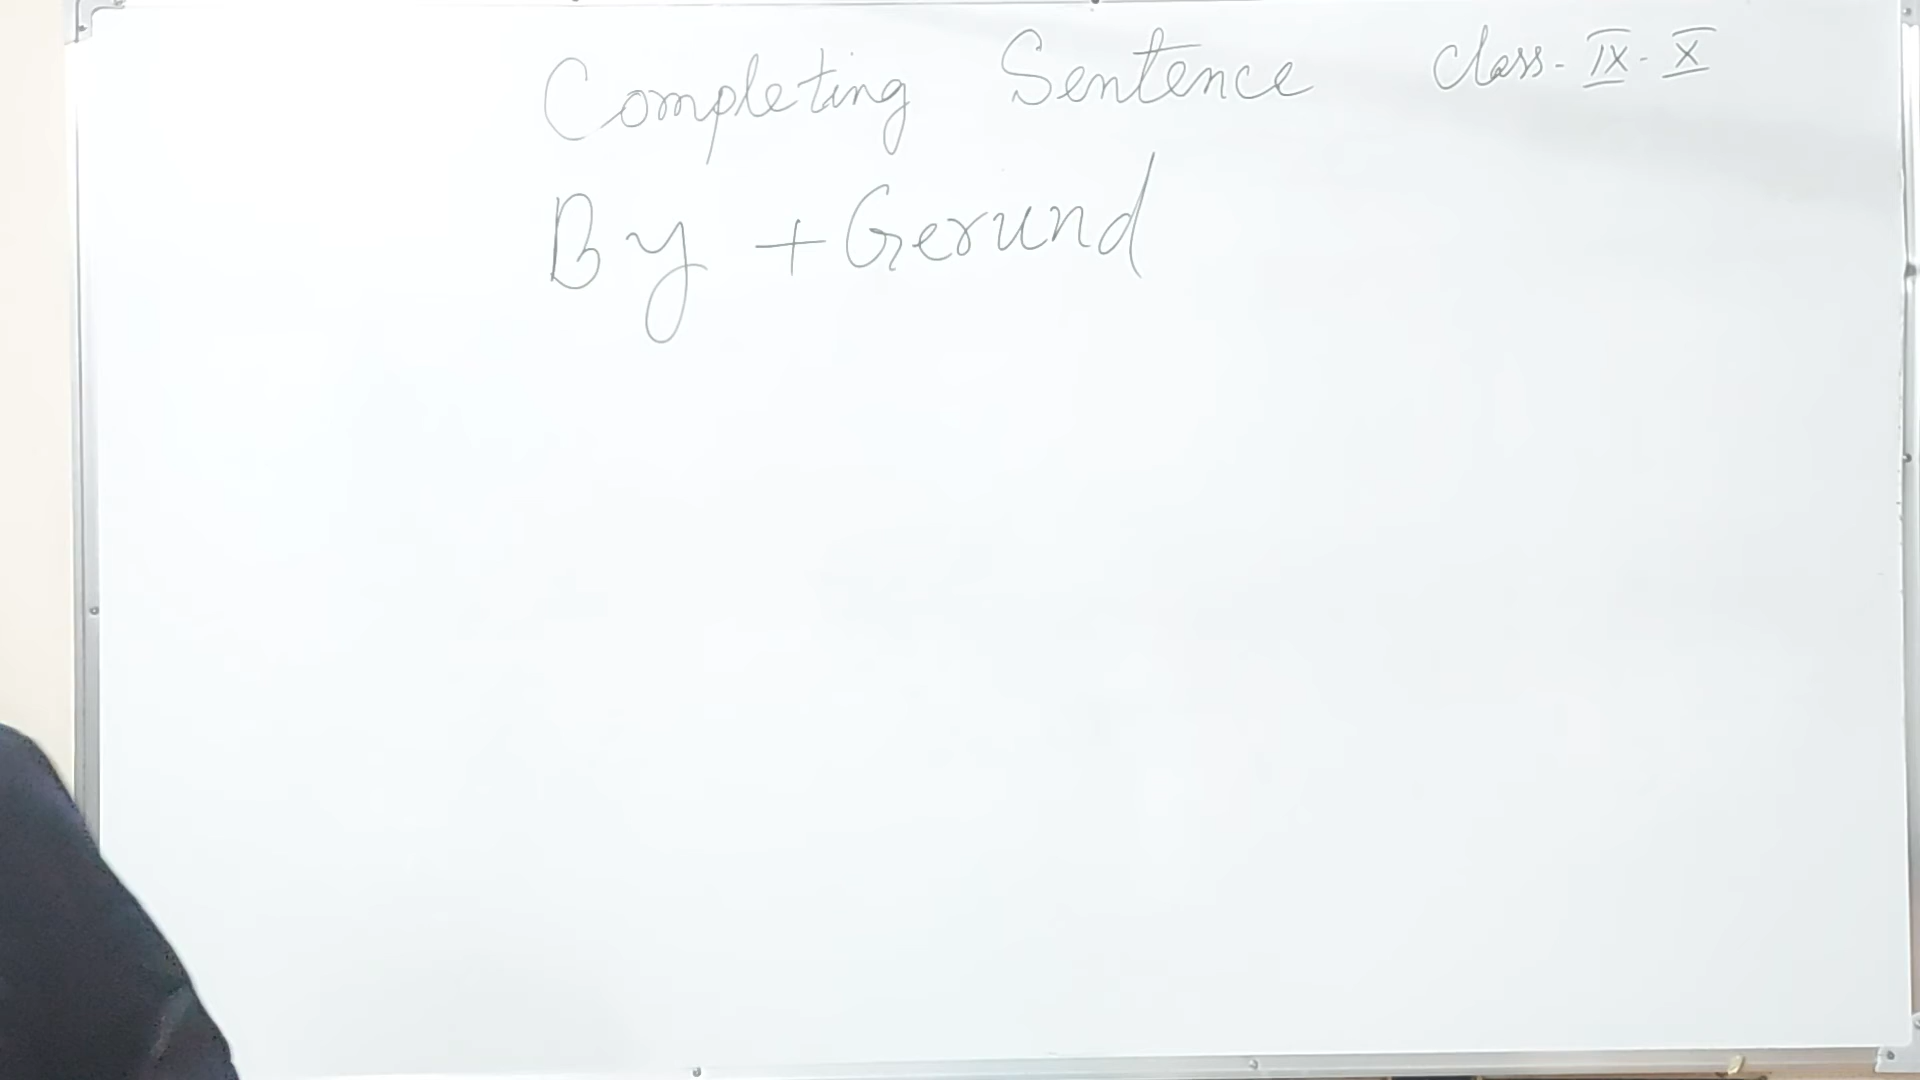 Completing Sentence Class- IX - X
By + Gerund